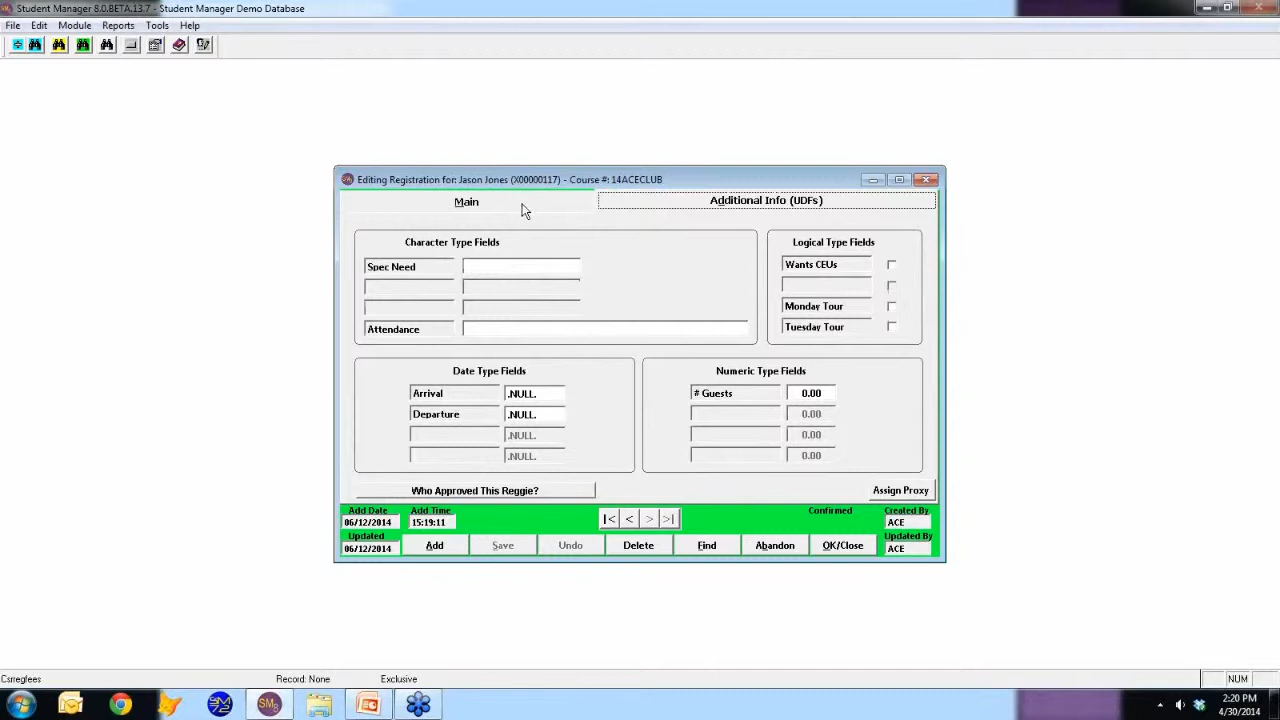 Student Manager 8.0.BETA.13.7 - Student Manager Demo Database
File Edit Module Reports Tools Help
Editing Registration for: Jason Jones (X00000117) - Course #: 14ACECLUB
Main Additional Info (UDFs)
Character Type Fields Logical Type Fields
Spec Need Wants CEUs
Monday Tour
Attendance Tuesday Tour
Date Type Fields Numeric Type Fields
Arrival .NULL. # Guests 0.00
Departure .NULL. 0.00
.NULL. 0.00
.NULL. 0.00
Who Approved This Reggie? Assign Proxy
Add Date Add Time Confirmed Created By
06/12/2014 15:19:11 |< < > >| ACE
Updated Updated By
06/12/2014 Add Save Undo Delete Find Abandon OK/Close ACE
Csrreglees Record: None Exclusive NUM
SM2 SM8 2:20 PM
4/30/2014